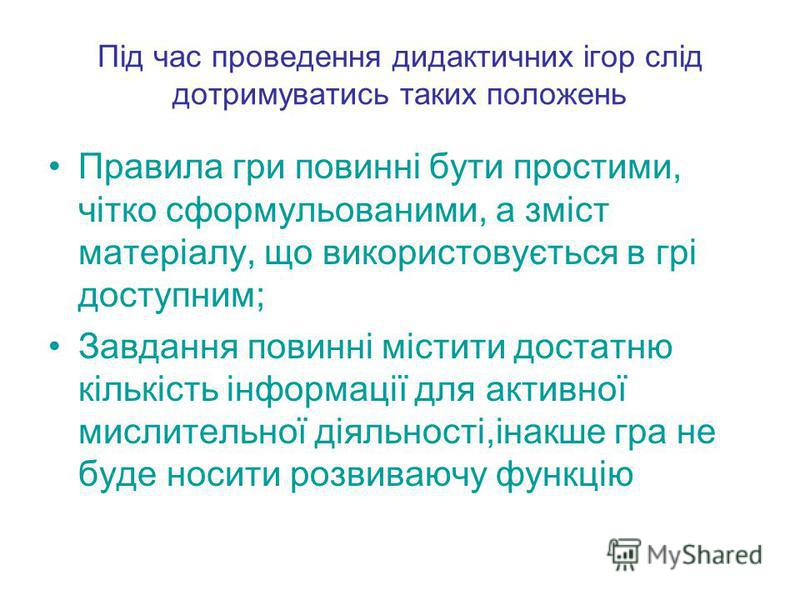 Під час проведення дидактичних ігор слід
дотримуватись таких положень
• Правила гри повинні бути простими,
чітко сформульованими, а зміст
матеріалу, що використовується в грі
доступним;
• Завдання повинні містити достатню
кількість інформації для активної
мислительної діяльності,інакше гра не
буде носити розвиваючу функцію
MyShared